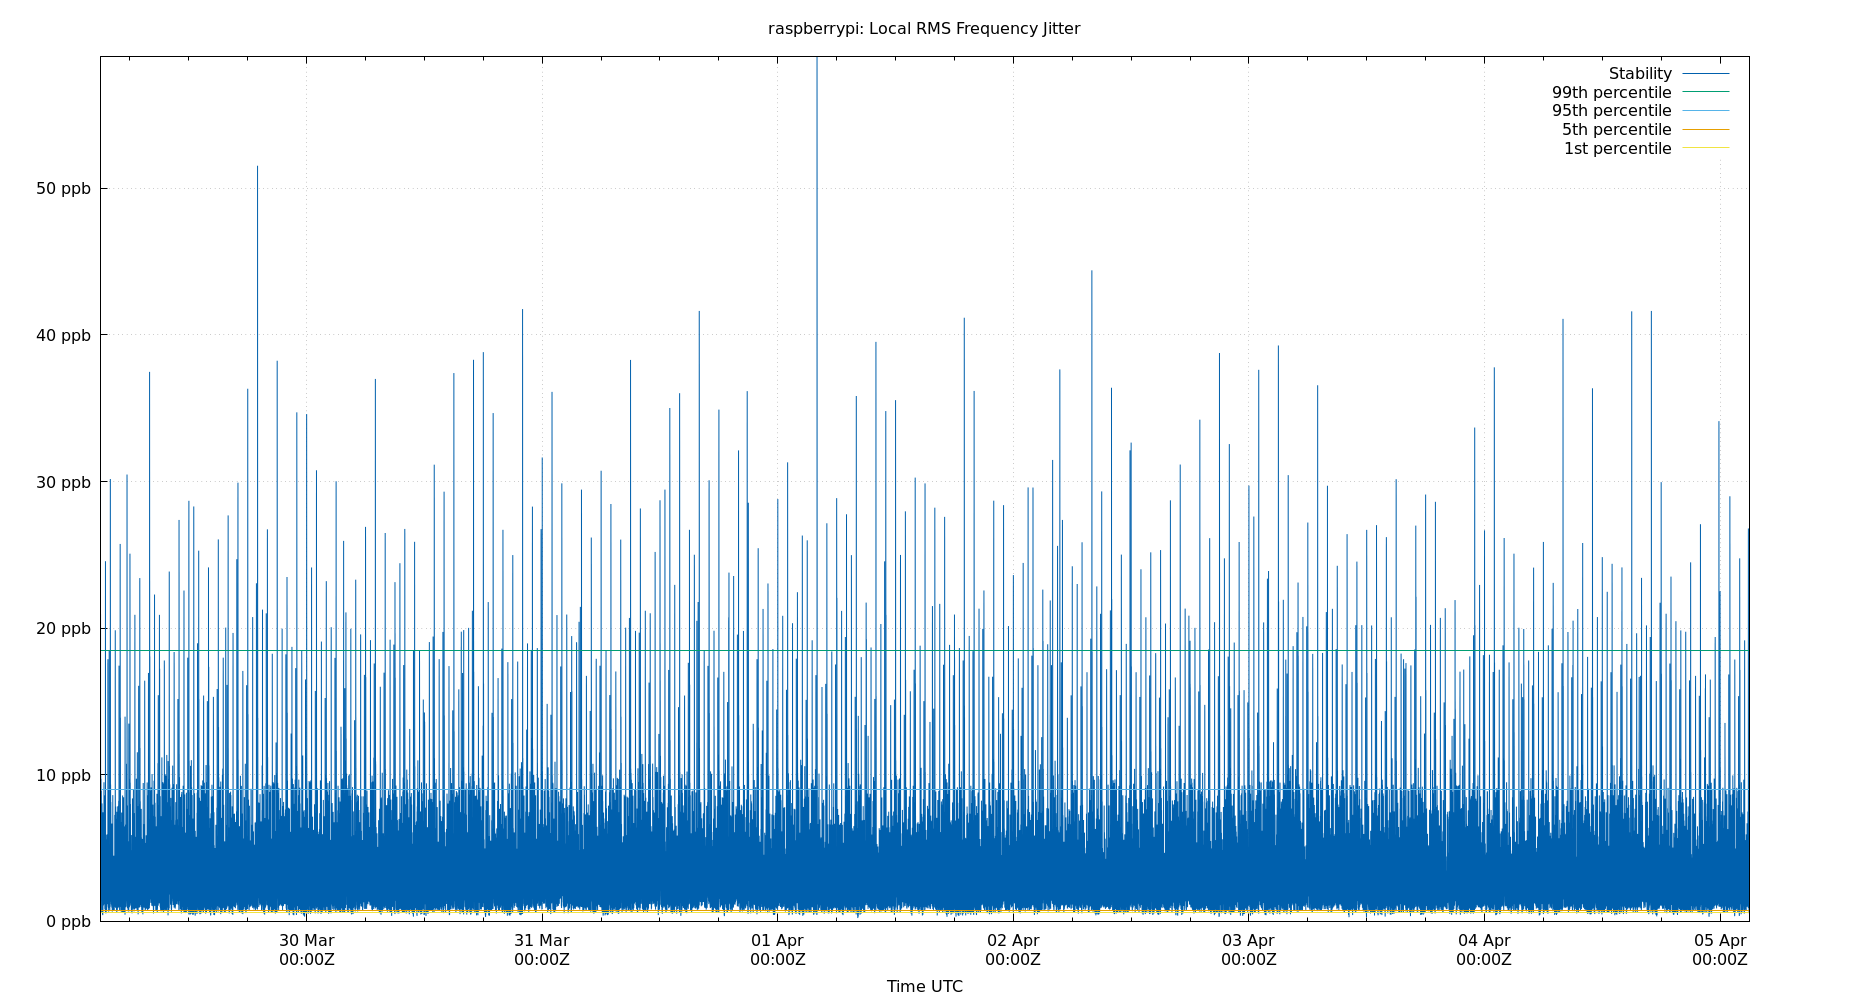 raspberrypi: Local RMS Frequency Jitter
Stability
99th percentile
95th percentile
5th percentile
1st percentile
50 ppb
40 ppb
30 ppb
20 ppb
10 ppb
0 ppb
30 Mar 31 Mar 01 Apr 02 Apr 03 Apr 04 Apr 05 Apr
00:00Z 00:00Z 00:00Z 00:00Z 00:00Z 00:00Z 00:00Z
Time UTC